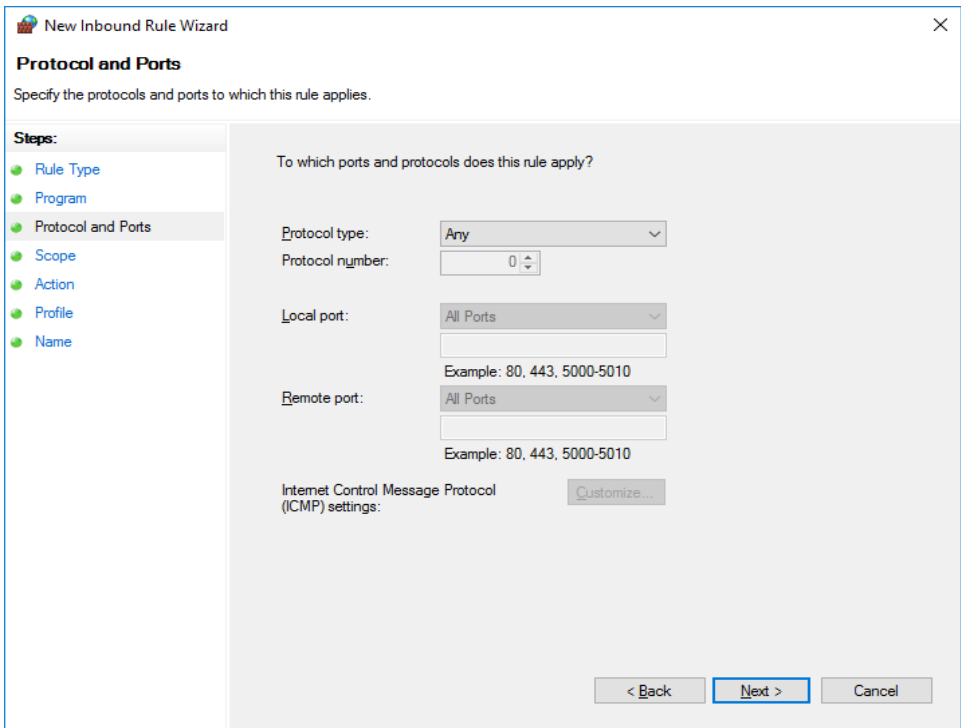 New Inbound Rule Wizard
Protocol and Ports
Specify the protocols and ports to which this rule applies.
Steps:
Rule Type
Program
Protocol and Ports
Scope
Action
Profile
Name
To which ports and protocols does this rule apply?
Protocol type: Any
Protocol number: 0
Local port: All Ports
Example: 80, 443, 5000-5010
Remote port: All Ports
Example: 80, 443, 5000-5010
Internet Control Message Protocol
(ICMP) settings:
Customize...
< Back Next > Cancel